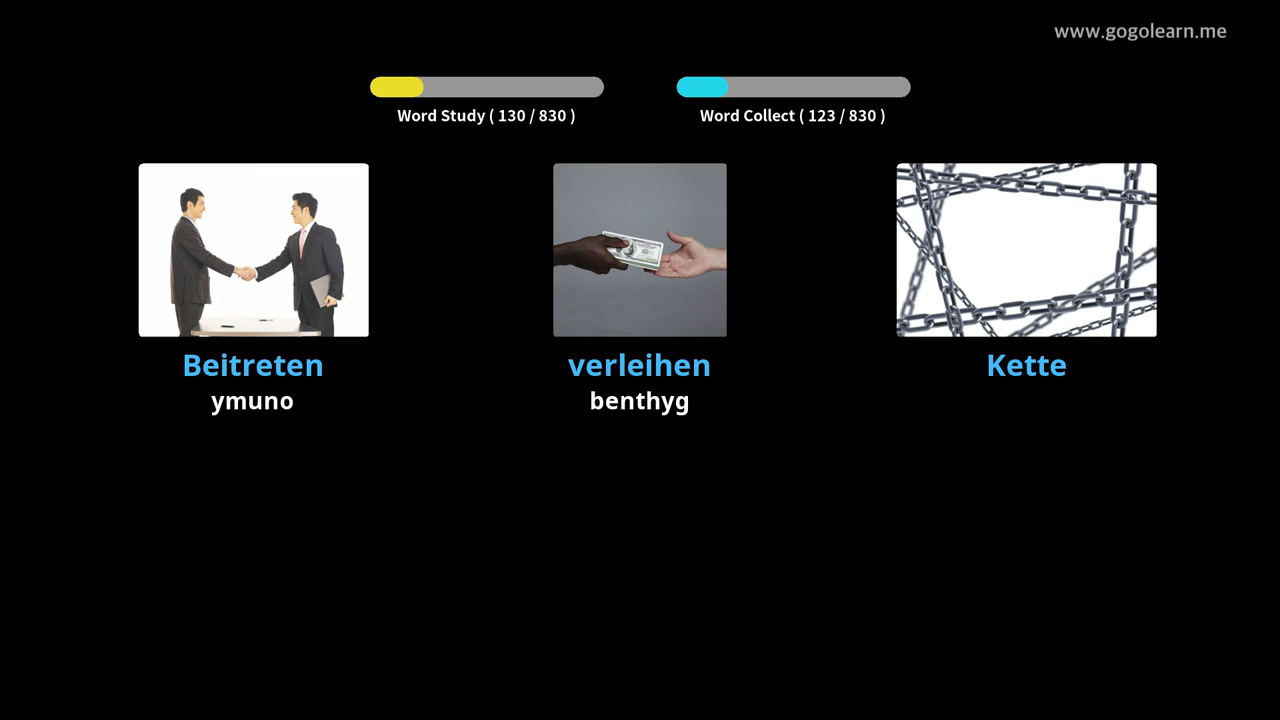 www.gogolearn.me
Word Study ( 130 / 830 )
Word Collect ( 123 / 830 )
Beitreten
ymuno
verleihen
benthyg
Kette